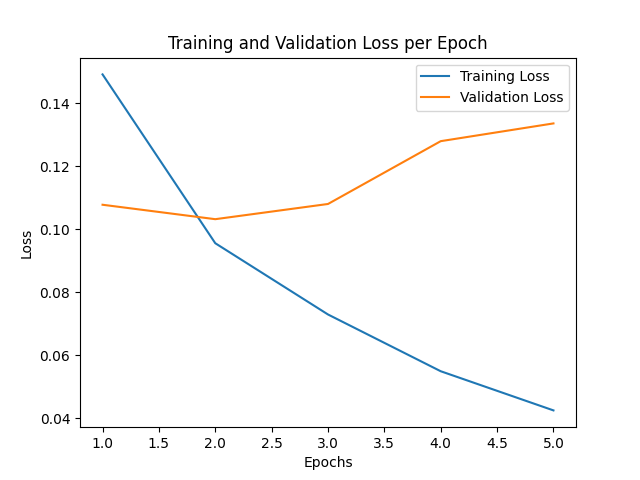 Training and Validation Loss per Epoch
Training Loss
Validation Loss
0.14
0.12
0.10
0.08
0.06
0.04
Loss
1.0 1.5 2.0 2.5 3.0 3.5 4.0 4.5 5.0
Epochs